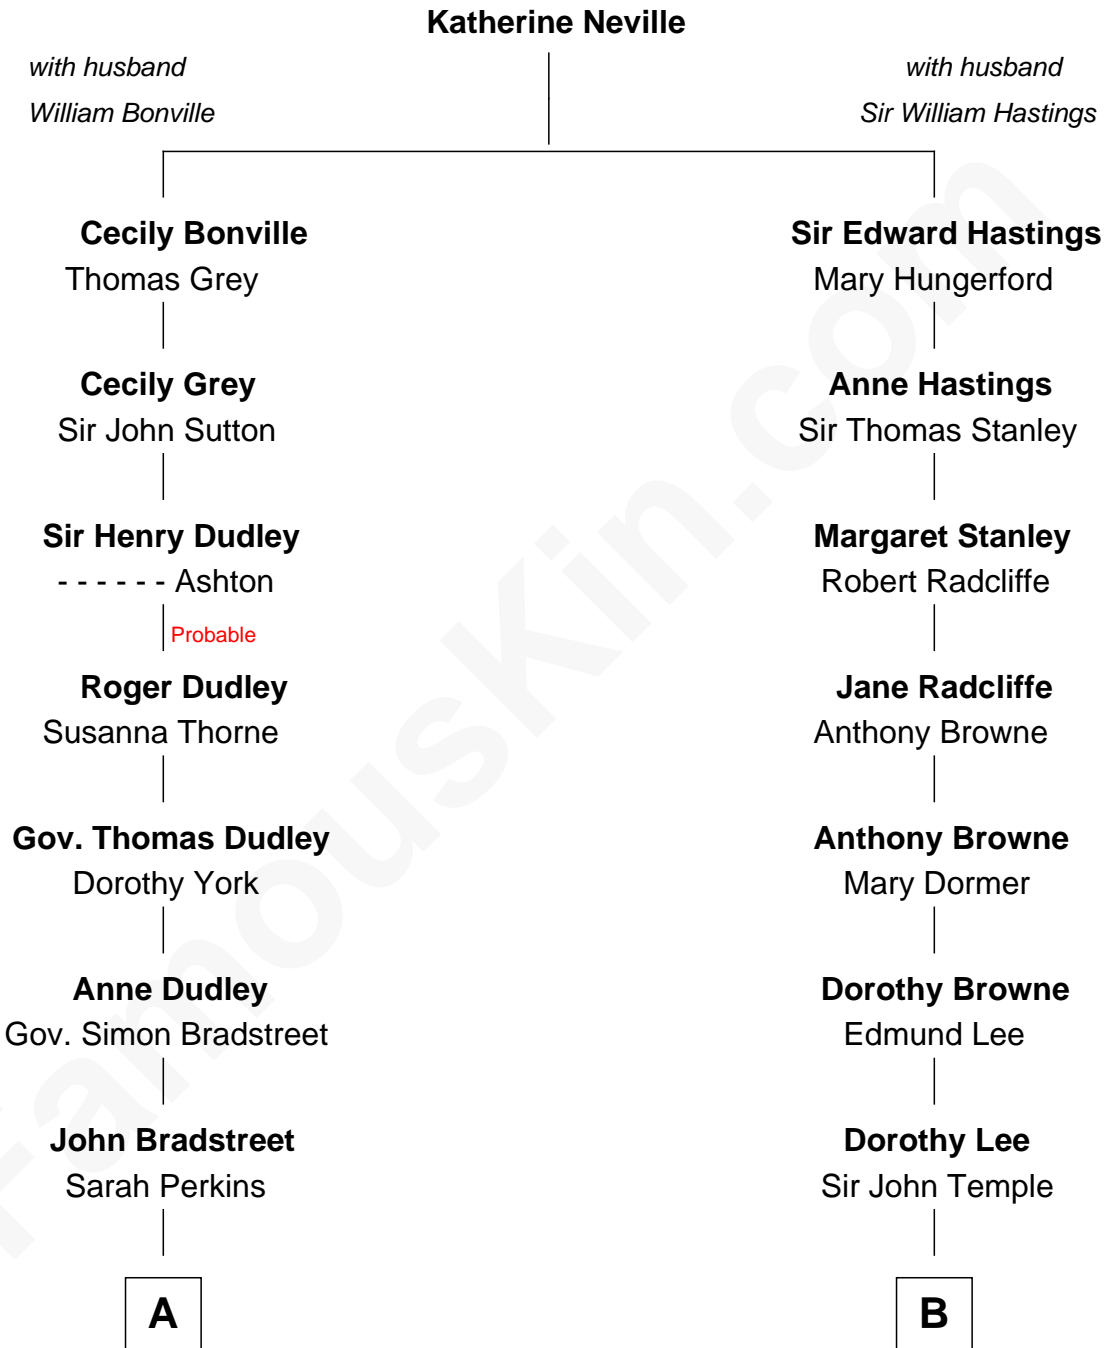 Katherine Neville
with husband
William Bonville
with husband
Sir William Hastings
Cecily Bonville
Thomas Grey
Sir Edward Hastings
Mary Hungerford
Cecily Grey
Sir John Sutton
Anne Hastings
Sir Thomas Stanley
Sir Henry Dudley
- - - - - - Ashton
Margaret Stanley
Robert Radcliffe
Probable
Roger Dudley
Susanna Thorne
Jane Radcliffe
Anthony Browne
Gov. Thomas Dudley
Dorothy York
Anthony Browne
Mary Dormer
Anne Dudley
Gov. Simon Bradstreet
Dorothy Browne
Edmund Lee
John Bradstreet
Sarah Perkins
Dorothy Lee
Sir John Temple
A
B
FamousKin.com